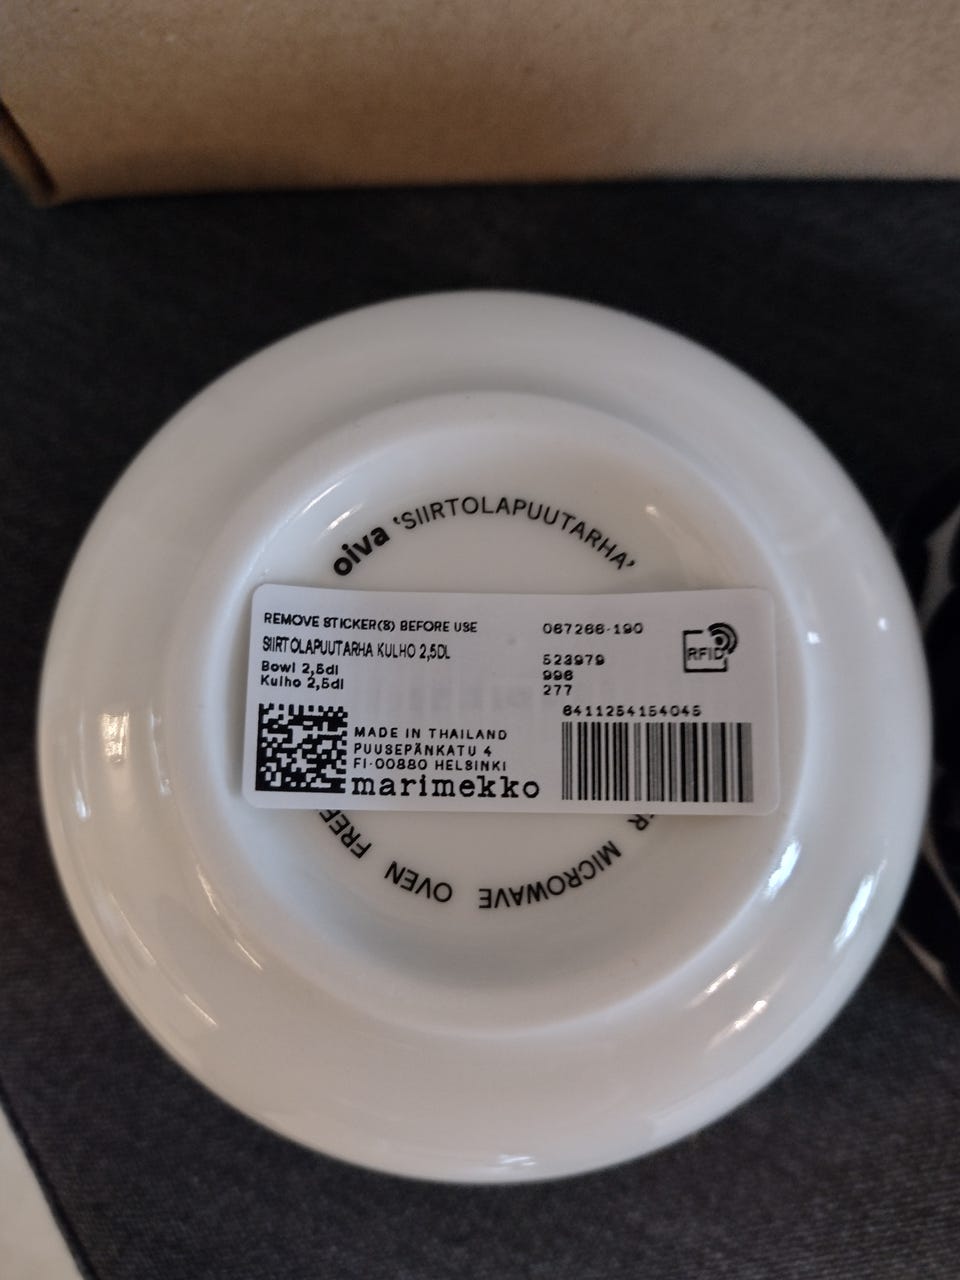 oiva 'SIIRTOLAPUUTARHA'
REMOVE STICKER(S) BEFORE USE
SIIRTOLAPUUTARHA KULHO 2,5DL
Bowl 2,5dl
Kulho 2,5dl
067266-190
523979
996
277
RFID
6411254154045
MADE IN THAILAND
PUUSEPÄNKATU 4
FI-00880 HELSINKI
marimekko
MICROWAVE OVEN